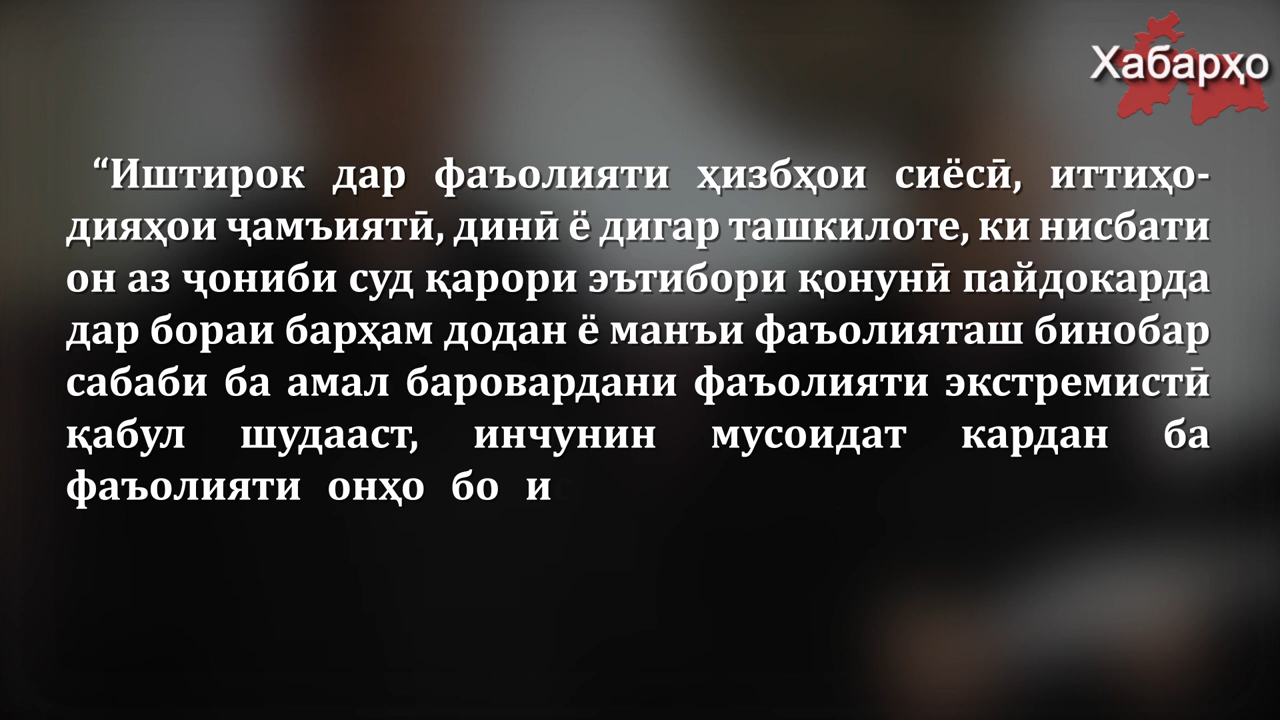 Хабарҳо
“Иштирок дар фаъолияти ҳизбҳои сиёсӣ, иттиҳо-
дияҳои ҷамъиятӣ, динӣ ё дигар ташкилоте, ки нисбати
он аз ҷониби суд қарори эътибори қонунӣ пайдокарда
дар бораи барҳам додан ё манъи фаъолияташ бинобар
сабаби ба амал баровардани фаъолияти экстремистӣ
қабул шудааст, инчунин мусоидат кардан ба
фаъолияти онҳо бо и